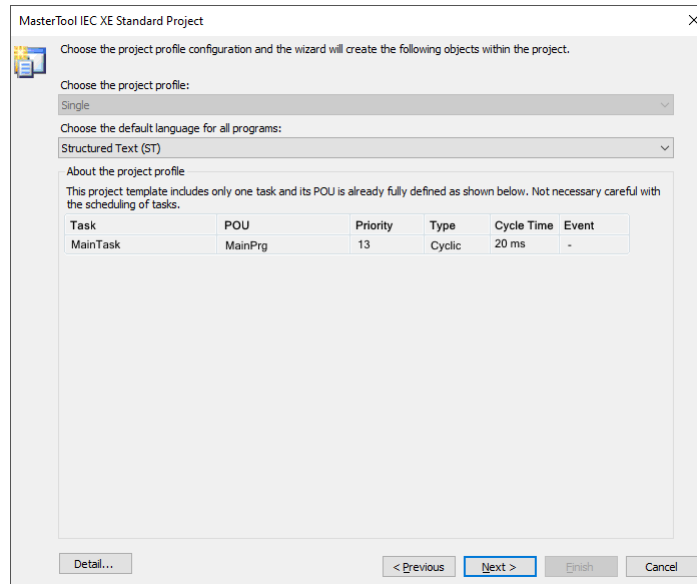 MasterTool IEC XE Standard Project
Choose the project profile configuration and the wizard will create the following objects within the project.
Choose the project profile:
Single
Choose the default language for all programs:
Structured Text (ST)
About the project profile
This project template includes only one task and its POU is already fully defined as shown below. Not necessary careful with
the scheduling of tasks.
Task POU Priority Type Cycle Time Event
MainTask MainPrg 13 Cyclic 20 ms -
Detail... < Previous Next > Finish Cancel